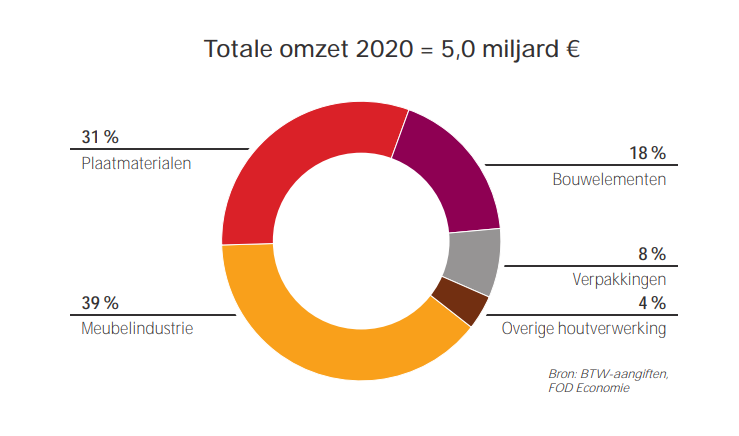 Totale omzet 2020 = 5,0 miljard €
31 %
Plaatmaterialen
18 %
Bouwelementen
8 %
Verpakkingen
39 %
Meubelindustrie
4 %
Overige houtverwerking
Bron: BTW-aangiften,
FOD Economie